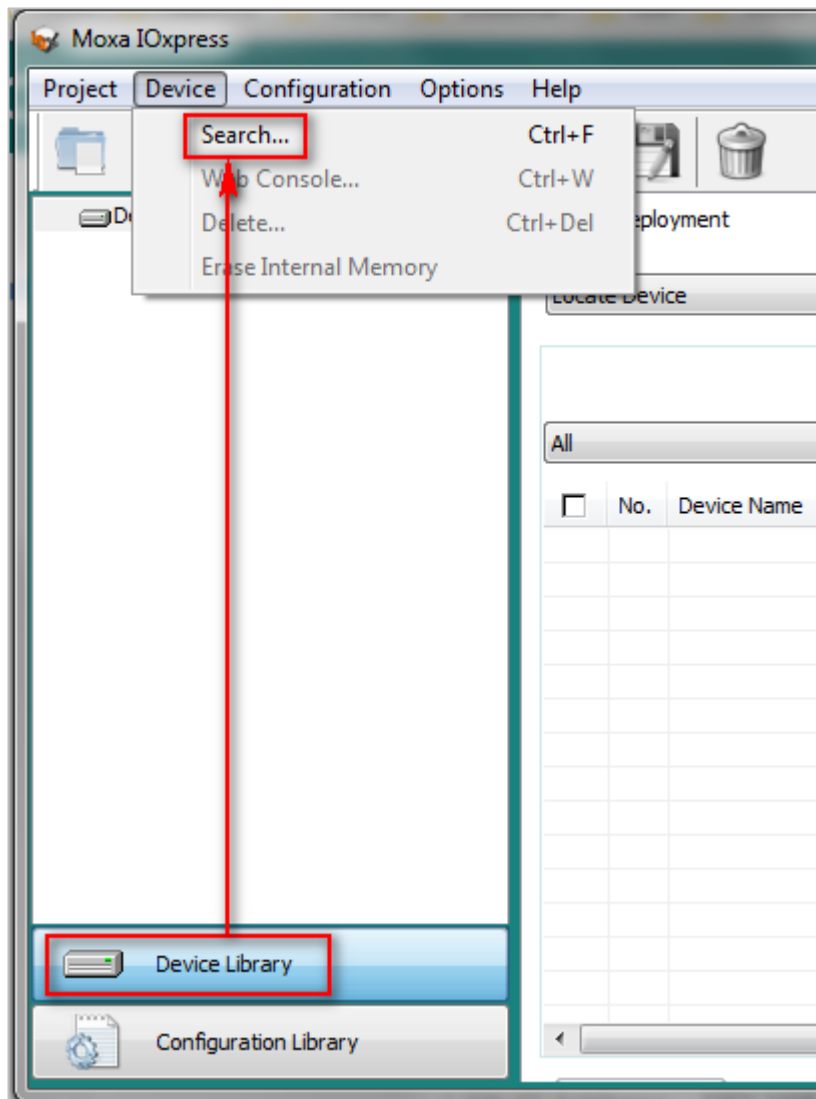 Moxa IOxpress
Project Device Configuration Options Help
Search... Ctrl+F
Web Console... Ctrl+W
Delete... Ctrl+Del
Erase Internal Memory
Locate Device
All
No. Device Name
Device Library
Configuration Library